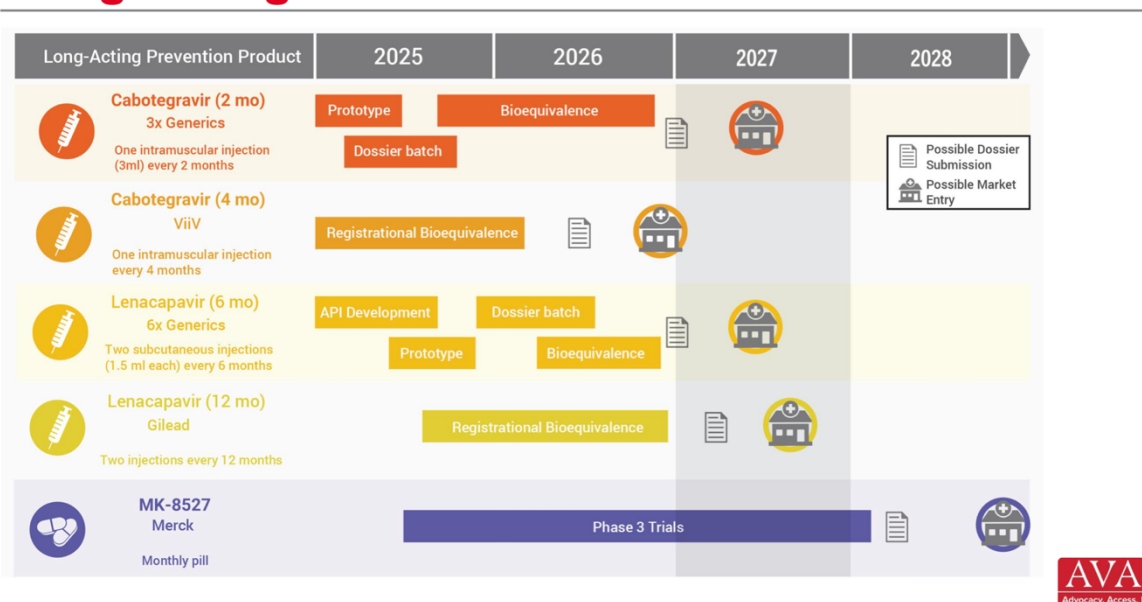 Long-Acting Prevention Product 2025 2026 2027 2028
Cabotegravir (2 mo)
3x Generics
One intramuscular injection
(3ml) every 2 months
Prototype
Bioequivalence
Dossier batch
Possible Dossier
Submission
Possible Market
Entry
Cabotegravir (4 mo)
ViiV
One intramuscular injection
every 4 months
Registrational Bioequivalence
Lenacapavir (6 mo)
6x Generics
Two subcutaneous injections
(1.5 ml each) every 6 months
API Development
Dossier batch
Prototype
Bioequivalence
Lenacapavir (12 mo)
Gilead
Two injections every 12 months
Registrational Bioequivalence
MK-8527
Merck
Monthly pill
Phase 3 Trials
AVA
Advocacy. Access.